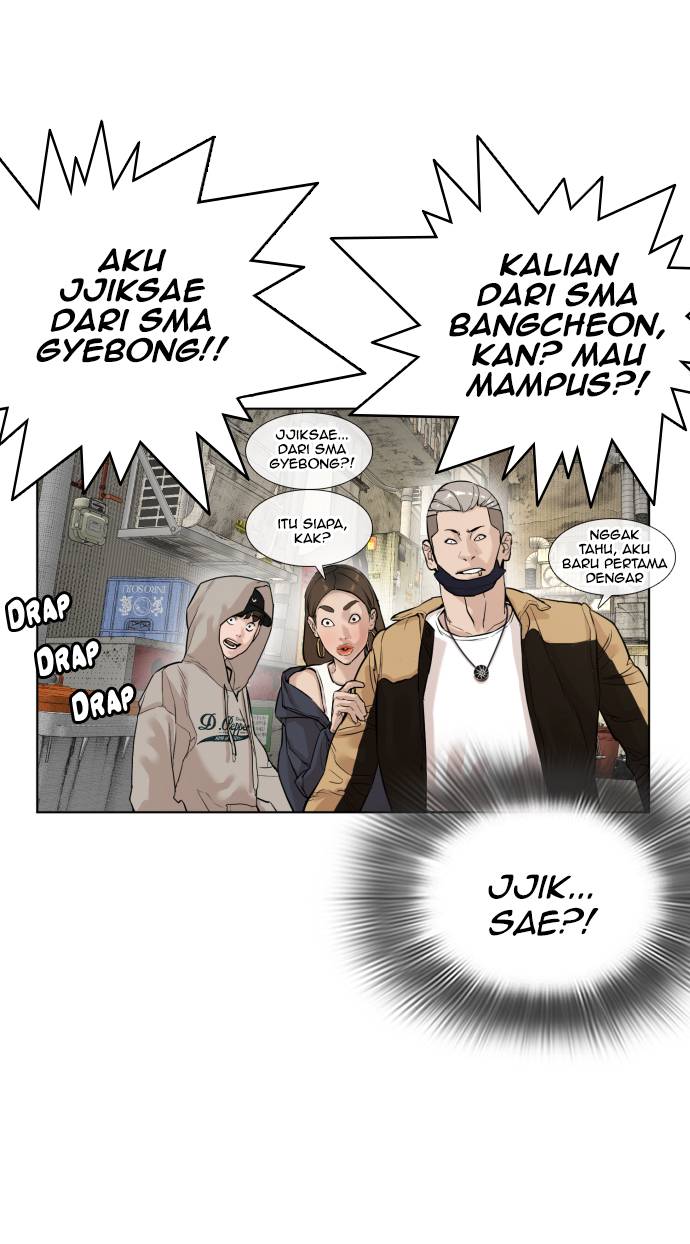 AKU
JJIKSAE
DARI SMA
GYEBONG!!
KALIAN
DARI SMA
BANGCHEON,
KAN? MAU
MAMPUS?!
JJIKSAE...
DARI SMA
GYEBONG?!
ITU SIAPA,
KAK?
NGGAK
TAHU, AKU
BARU PERTAMA
DENGAR
DRAP
DRAP
DRAP
D.Pepper
JJIK...
SAE?!